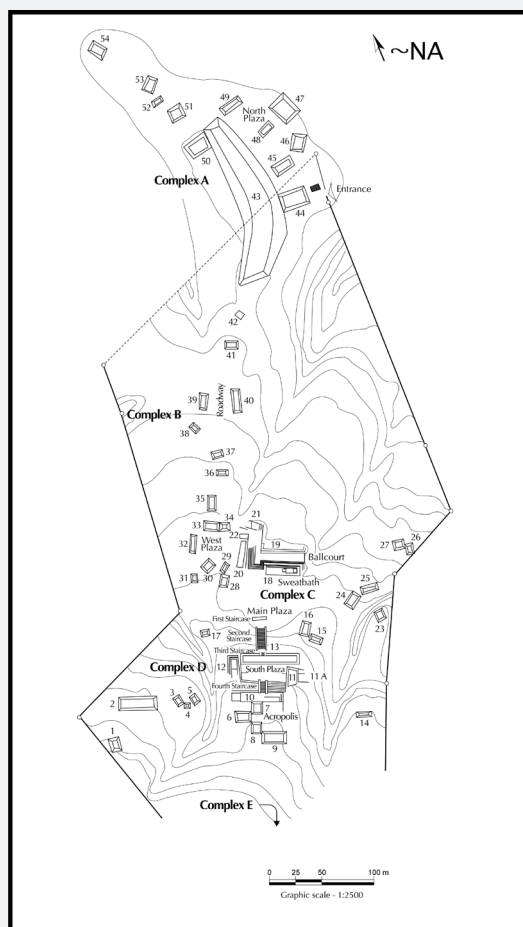 54
~NA
53
52
51
49
47
North
Plaza
48
46
50
45
Complex A
43
44
Entrance
42
41
39
Roadway
40
Complex B
38
37
36
35
34
21
33
22
32
West
Plaza
19
Ballcourt
27
26
29
20
18
Sweatbath
31
30
28
25
Complex C
24
Main Plaza
16
First Staircase
23
17
Second
Staircase
15
13
Third Staircase
Complex D
12
South Plaza
11
11 A
Fourth Staircase
3
5
2
4
10
7
6
Acropolis
14
1
8
9
Complex E
0 25 50 100 m
Graphic scale - 1:2500